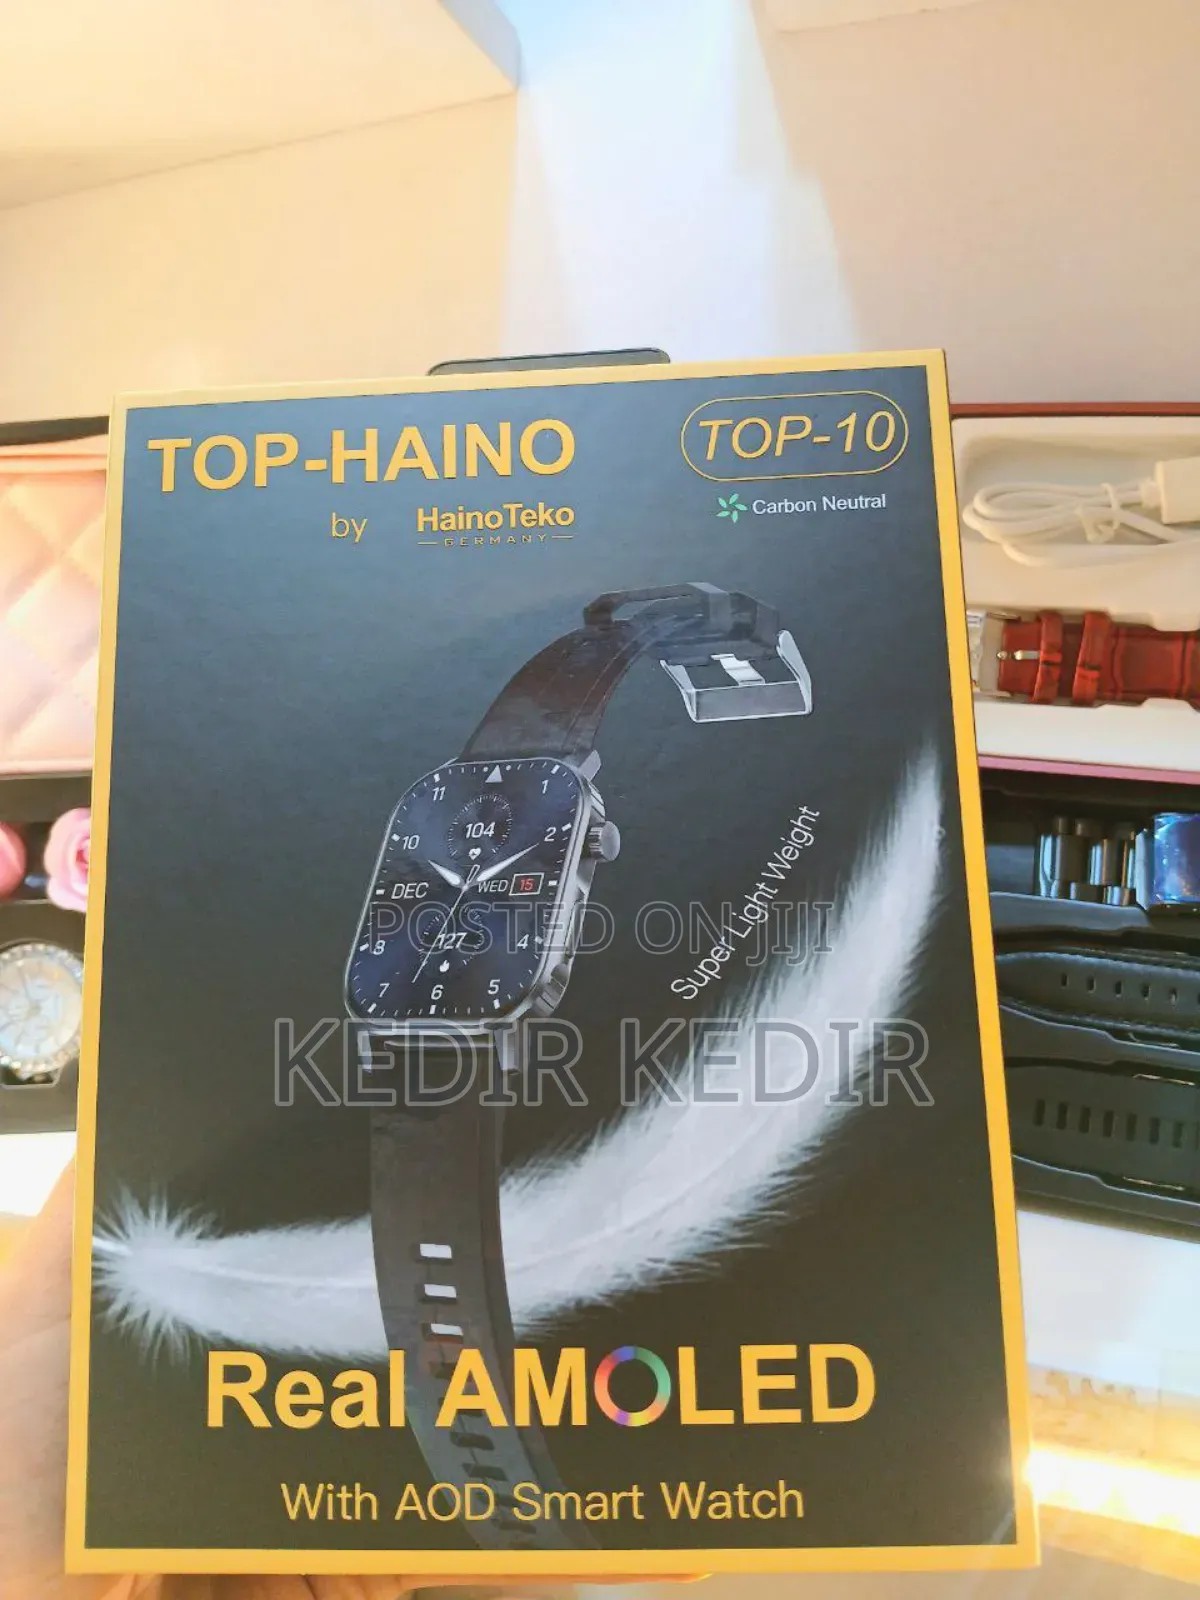 TOP-HAINO
TOP-10
by HainoTeko
GERMANY
Carbon Neutral
11
1
104
10
2
DEC
WED 15
8
127
4
7
6
5
Super Light Weight
POSTED ON JIJI
KEDIR KEDIR
Real AMOLED
With AOD Smart Watch